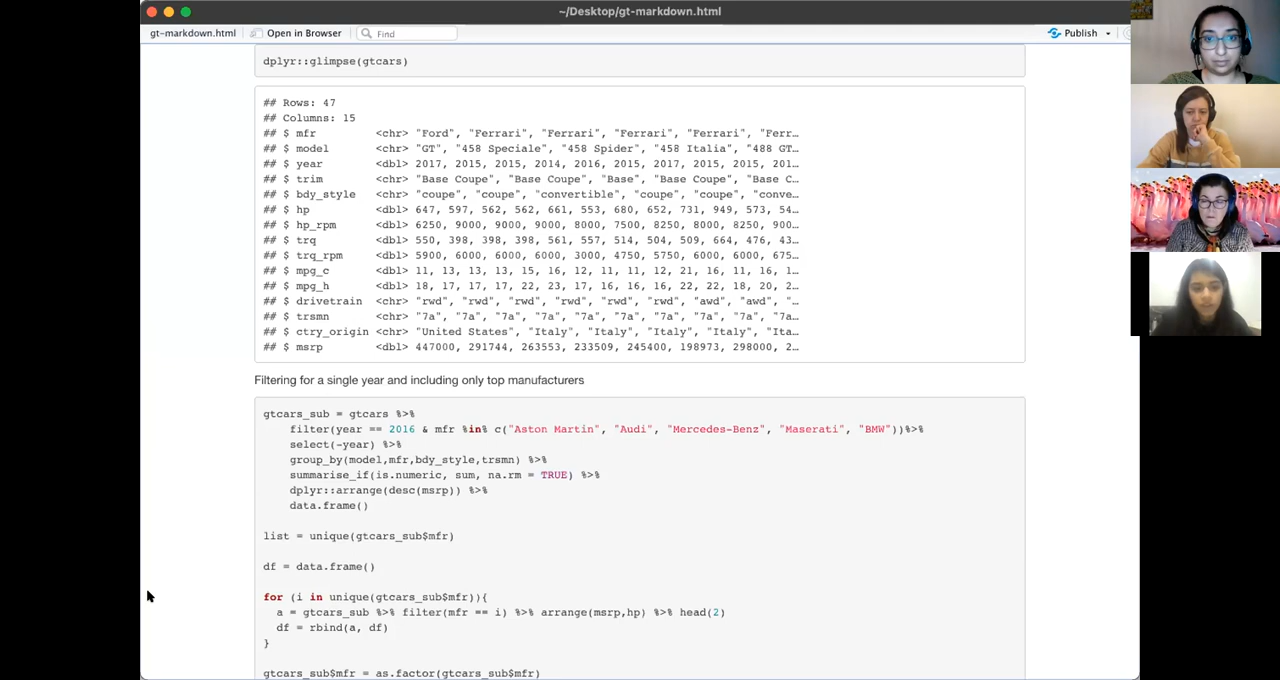 ~/Desktop/gt-markdown.html
gt-markdown.html Open in Browser Find Publish
dplyr::glimpse(gtcars)
## Rows: 47
## Columns: 15
## $ mfr <chr> "Ford", "Ferrari", "Ferrari", "Ferrari", "Ferrari", "Ferr…
## $ model <chr> "GT", "458 Speciale", "458 Spider", "458 Italia", "488 GT…
## $ year <dbl> 2017, 2015, 2015, 2014, 2016, 2015, 2017, 2015, 2015, 201…
## $ trim <chr> "Base Coupe", "Base Coupe", "Base", "Base Coupe", "Base C…
## $ bdy_style <chr> "coupe", "coupe", "convertible", "coupe", "coupe", "conve…
## $ hp <dbl> 647, 597, 562, 562, 661, 553, 680, 652, 731, 949, 573, 54…
## $ hp_rpm <dbl> 6250, 9000, 9000, 9000, 8000, 7500, 8250, 8000, 8250, 900…
## $ trq <dbl> 550, 398, 398, 398, 561, 557, 514, 504, 509, 664, 476, 43…
## $ trq_rpm <dbl> 5900, 6000, 6000, 6000, 3000, 4750, 5750, 6000, 6000, 675…
## $ mpg_c <dbl> 11, 13, 13, 13, 15, 16, 12, 11, 11, 12, 21, 16, 11, 16, 1…
## $ mpg_h <dbl> 18, 17, 17, 17, 22, 23, 17, 16, 16, 16, 22, 22, 18, 20, 2…
## $ drivetrain <chr> "rwd", "rwd", "rwd", "rwd", "rwd", "rwd", "awd", "awd", "…
## $ trsmn <chr> "7a", "7a", "7a", "7a", "7a", "7a", "7a", "7a", "7a", "7a…
## $ ctry_origin <chr> "United States", "Italy", "Italy", "Italy", "Italy", "Ita…
## $ msrp <dbl> 447000, 291744, 263553, 233509, 245400, 198973, 298000, 2…
Filtering for a single year and including only top manufacturers
gtcars_sub = gtcars %>%
filter(year == 2016 & mfr %in% c("Aston Martin", "Audi", "Mercedes-Benz", "Maserati", "BMW"))%>%
select(-year) %>%
group_by(model,mfr,bdy_style,trsmn) %>%
summarise_if(is.numeric, sum, na.rm = TRUE) %>%
dplyr::arrange(desc(msrp)) %>%
data.frame()
list = unique(gtcars_sub$mfr)
df = data.frame()
for (i in unique(gtcars_sub$mfr)){
a = gtcars_sub %>% filter(mfr == i) %>% arrange(msrp,hp) %>% head(2)
df = rbind(a, df)
}
gtcars_sub$mfr = as.factor(gtcars_sub$mfr)